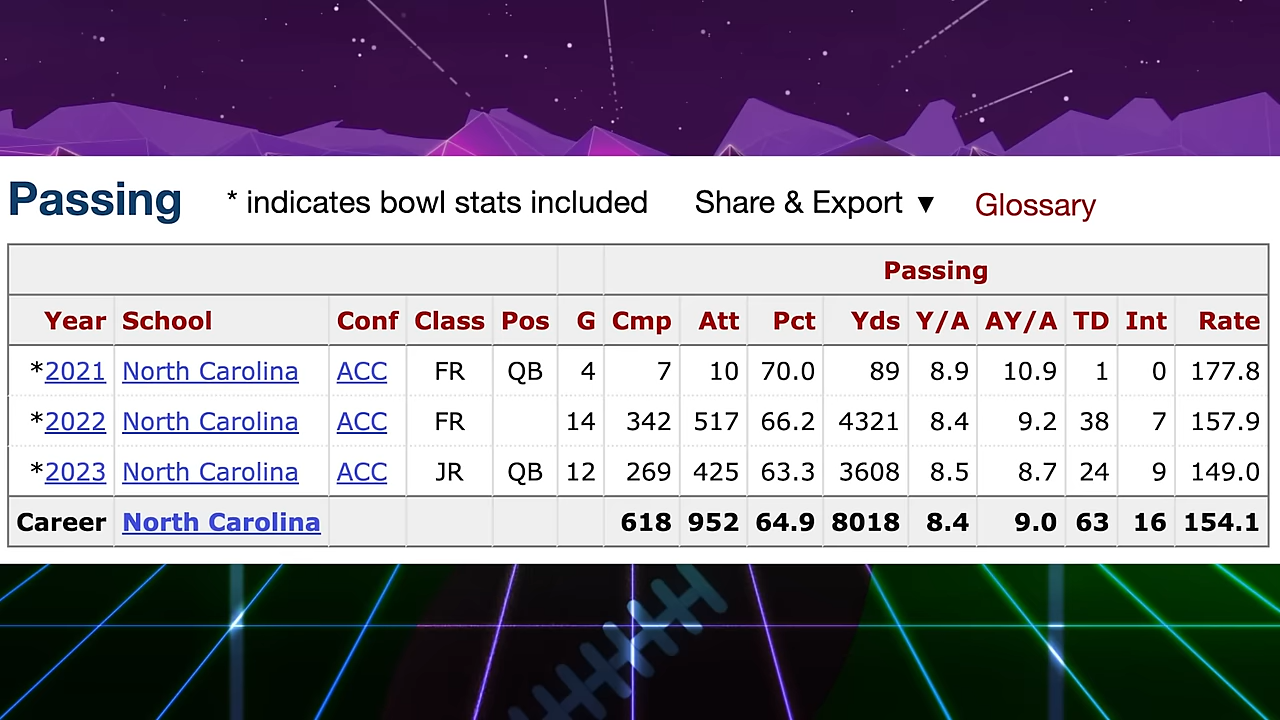 Passing * indicates bowl stats included Share & Export ▼ Glossary
Passing
Year School Conf Class Pos G Cmp Att Pct Yds Y/A AY/A TD Int Rate
*2021 North Carolina ACC FR QB 4 7 10 70.0 89 8.9 10.9 1 0 177.8
*2022 North Carolina ACC FR 14 342 517 66.2 4321 8.4 9.2 38 7 157.9
*2023 North Carolina ACC JR QB 12 269 425 63.3 3608 8.5 8.7 24 9 149.0
Career North Carolina 618 952 64.9 8018 8.4 9.0 63 16 154.1